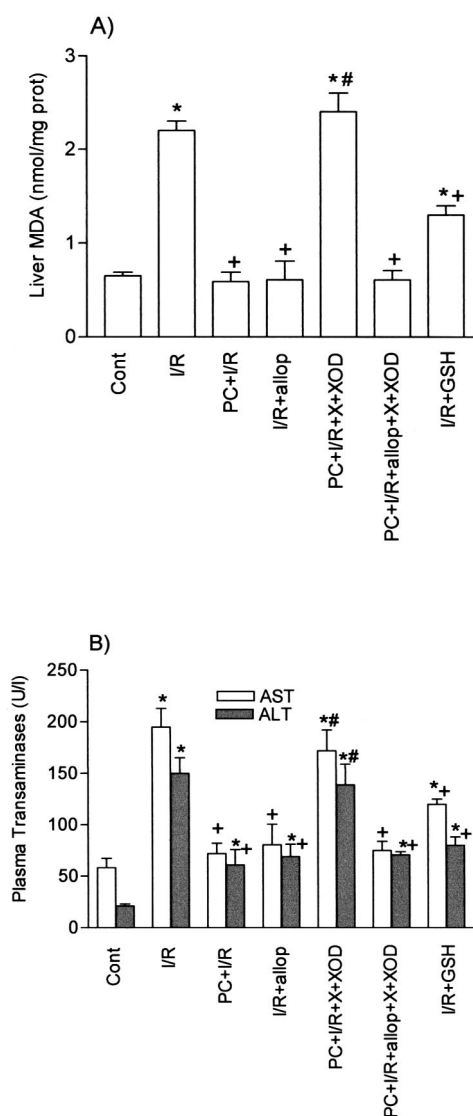 A)
Liver MDA (nmol/mg prot)
3
2
1
0
*
+
+
*#
+
*+
Cont
I/R
PC+I/R
I/R+allop
PC+I/R+X+XOD
PC+I/R+allop+X+XOD
I/R+GSH
B)
Plasma Transaminases (U/l)
250
200
150
100
50
0
AST
ALT
*
*
+
*+
+
*+
*#
*#
+
*+
*+
*+
Cont
I/R
PC+I/R
I/R+allop
PC+I/R+X+XOD
PC+I/R+allop+X+XOD
I/R+GSH